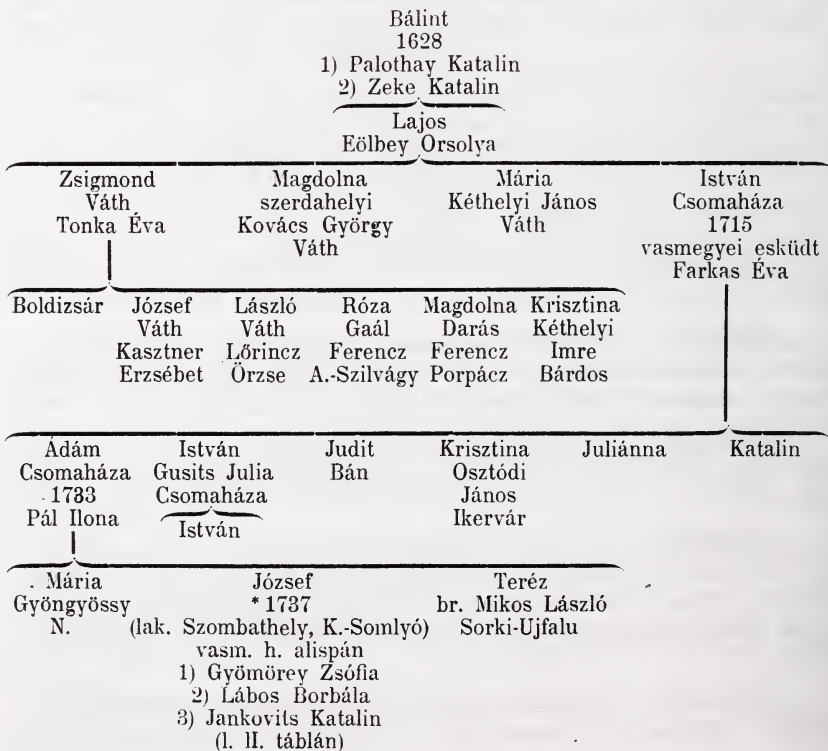 Bálint
1628
1) Palothay Katalin
2) Zeke Katalin
Lajos
Eölbey Orsolya
Zsigmond
Váth
Tonka Éva
Magdolna
szerdahelyi
Kovács György
Váth
Mária
Kéthelyi János
Váth
István
Csomaháza
1715
vasmegyei esküdt
Farkas Éva
Boldizsár
József
Váth
Kasztner
Erzsébet
László
Váth
Lőrincz
Örzse
Róza
Gaál
Ferencz
A.-Szilvágy
Magdolna
Darás
Ferencz
Porpácz
Krisztina
Kéthelyi
Imre
Bárdos
Ádám
Csomaháza
1733
Pál Ilona
István
Gusits Julia
Csomaháza
István
Judit
Bán
Krisztina
Osztódi
János
Ikervár
Juliánna
Katalin
Mária
Gyöngyössy
N.
József
* 1737
(lak. Szombathely, K.-Somlyó)
vasm. h. alispán
1) Gyömörey Zsófia
2) Lábos Borbála
3) Jankovits Katalin
(l. II. táblán)
Teréz
br. Mikos László
Sorki-Ujfalu